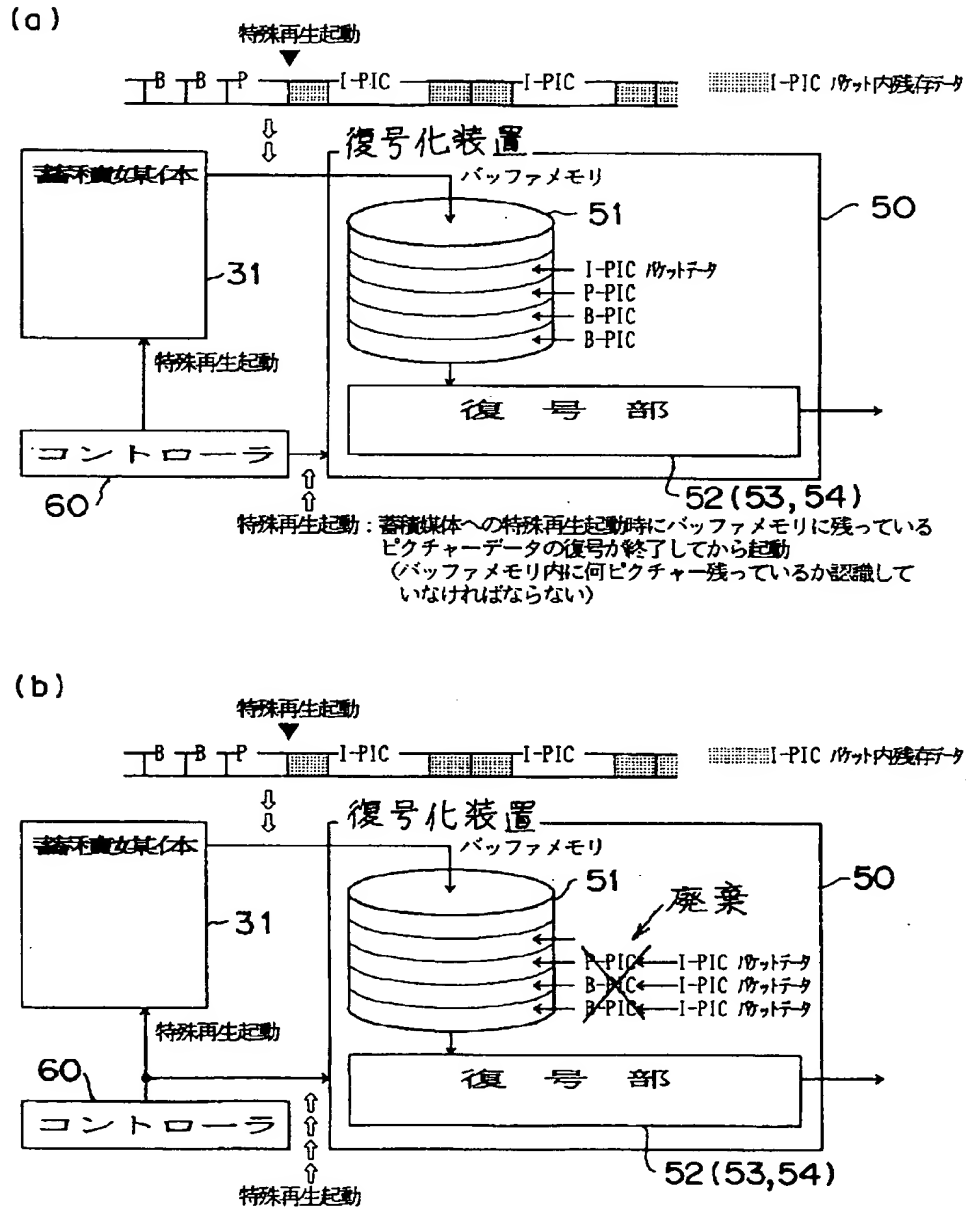 (a)
特殊再生起動
B B P I-PIC I-PIC I-PIC パケット内残存データ
復号化装置
蓄積媒体
バッファメモリ
51
50
31
I-PIC パケットデータ
P-PIC
B-PIC
B-PIC
特殊再生起動
復号部
コントローラ
60
52(53,54)
特殊再生起動:蓄積媒体への特殊再生起動時にバッファメモリに残っている
ピクチャーデータの復号が終了してから起動
(バッファメモリ内に何ピクチャー残っているか認識して
いなければならない)
(b)
特殊再生起動
B B P I-PIC I-PIC I-PIC パケット内残存データ
復号化装置
蓄積媒体
バッファメモリ
51
廃棄
50
31
P-PIC I-PIC パケットデータ
B-PIC I-PIC パケットデータ
B-PIC I-PIC パケットデータ
特殊再生起動
60
復号部
コントローラ
52(53,54)
特殊再生起動